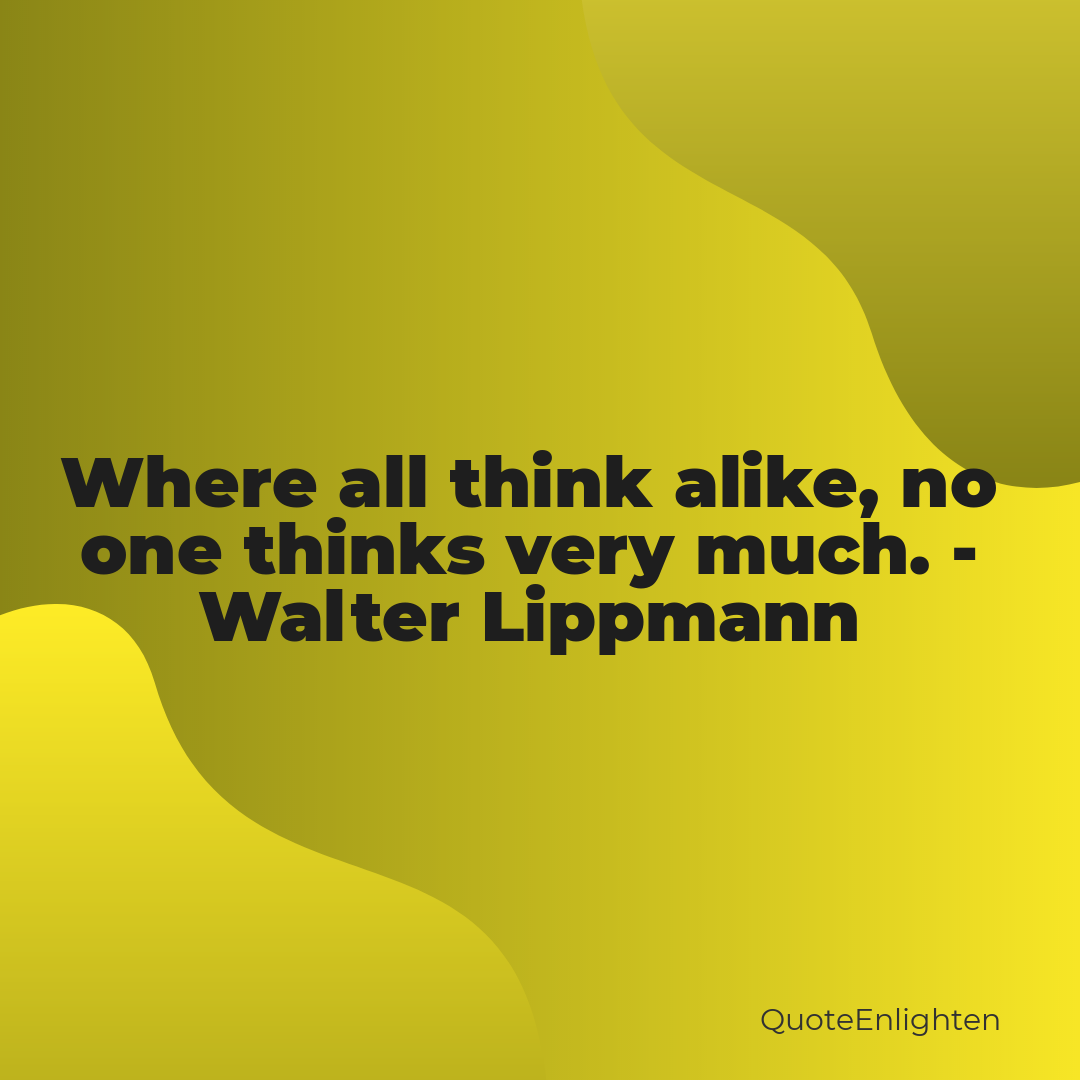 Where all think alike, no
one thinks very much. -
Walter Lippmann
QuoteEnlighten